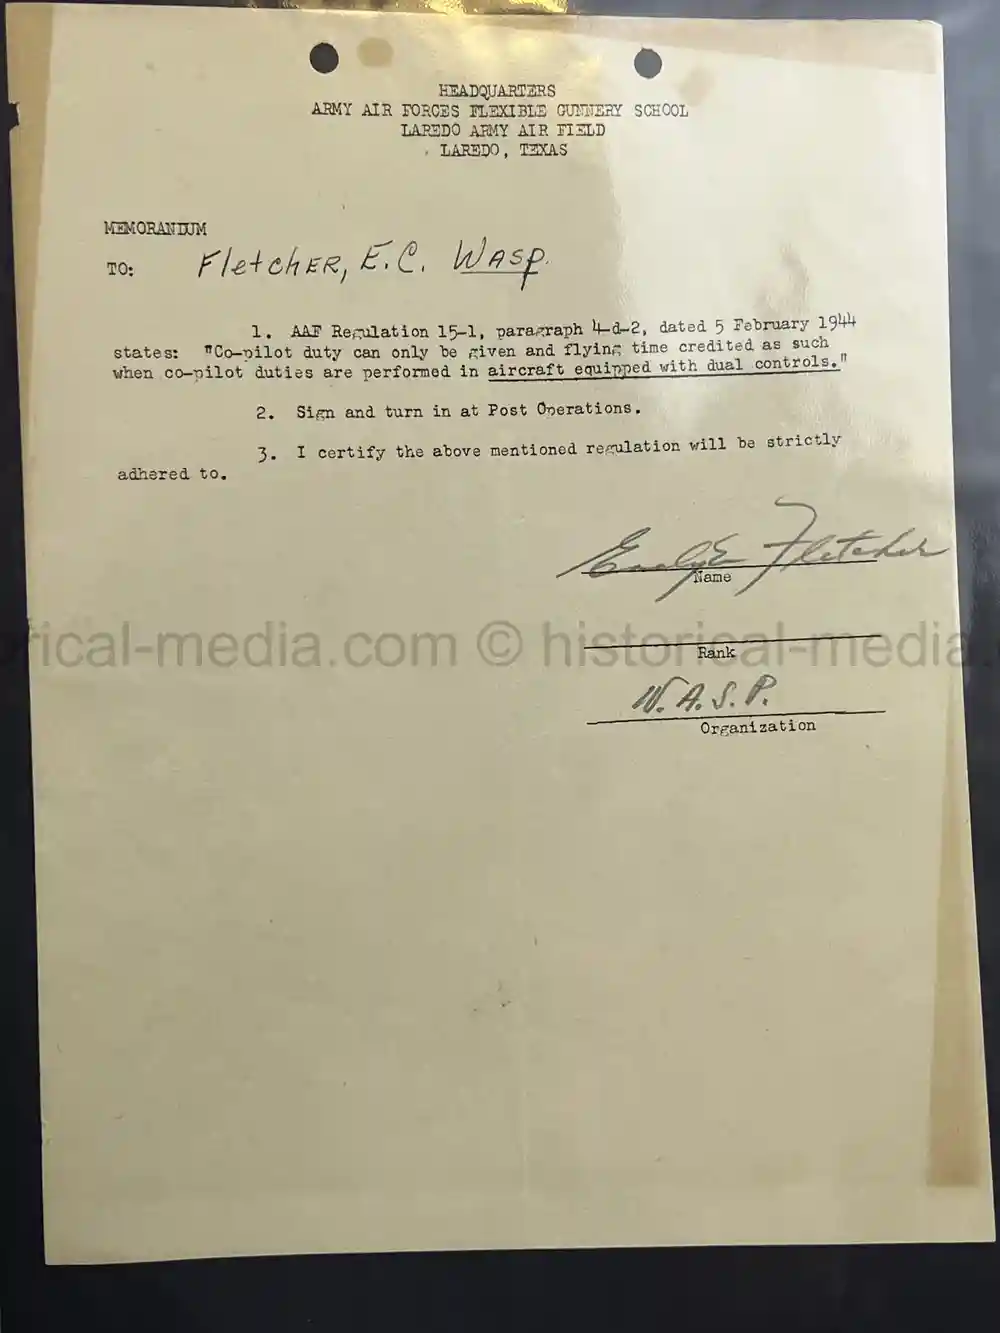 HEADQUARTERS
ARMY AIR FORCES FLEXIBLE GUNNERY SCHOOL
LAREDO ARMY AIR FIELD
LAREDO, TEXAS
MEMORANDUM
TO: Fletcher, E.C. WASP.
1. AAF Regulation 15-1, paragraph 4-d-2, dated 5 February 1944
states: "Co-pilot duty can only be given and flying time credited as such
when co-pilot duties are performed in aircraft equipped with dual controls."
2. Sign and turn in at Post Operations.
3. I certify the above mentioned regulation will be strictly
adhered to.
Fletcher
Name
rical-media.com © historical-media.
Rank
W.A.S.P.
Organization